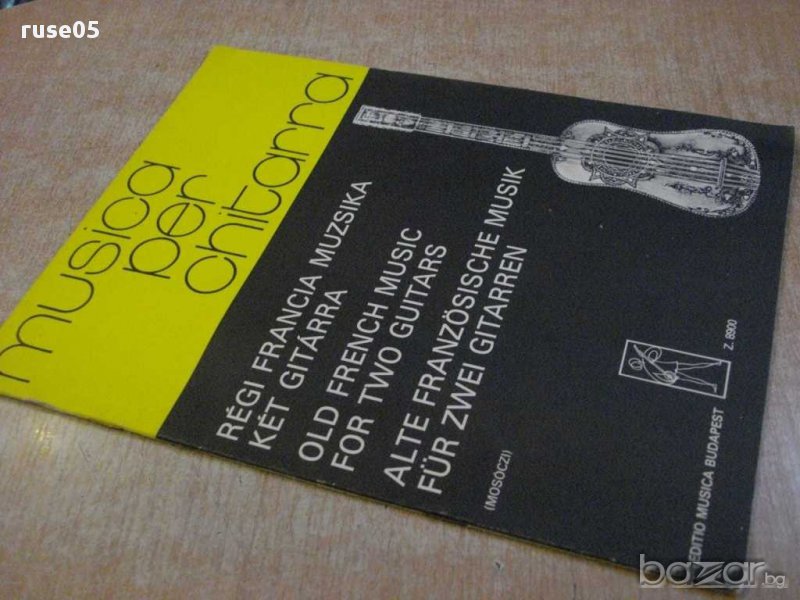 ruse05
musica
per
chitarra
RÉGI FRANCIA MUZSIKA
KÉT GITÁRRA
OLD FRENCH MUSIC
FOR TWO GUITARS
ALTE FRANZÖSISCHE MUSIK
FÜR ZWEI GITARREN
(MOSÓCZI)
Z. 8900
EDITIO MUSICA BUDAPEST
bazar.bg